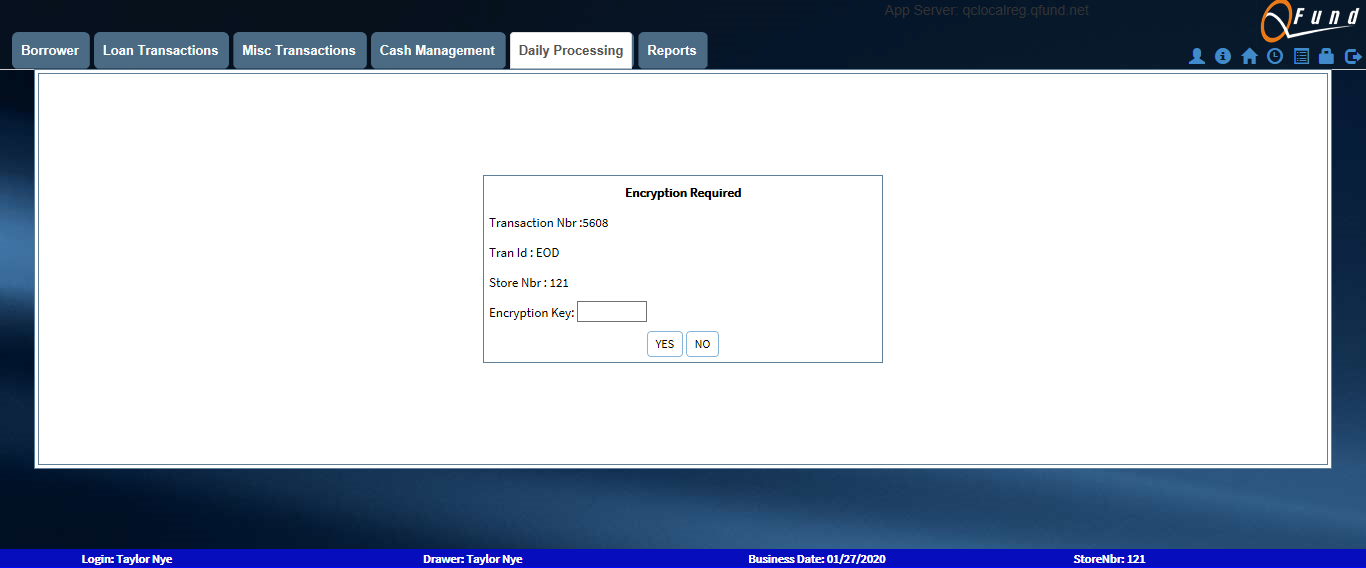 App Server: qclocalreg.qfund.net
QFund
Borrower Loan Transactions Misc Transactions Cash Management Daily Processing Reports
Encryption Required
Transaction Nbr :5608
Tran Id : EOD
Store Nbr : 121
Encryption Key:
YES NO
Login: Taylor Nye Drawer: Taylor Nye Business Date: 01/27/2020 StoreNbr: 121